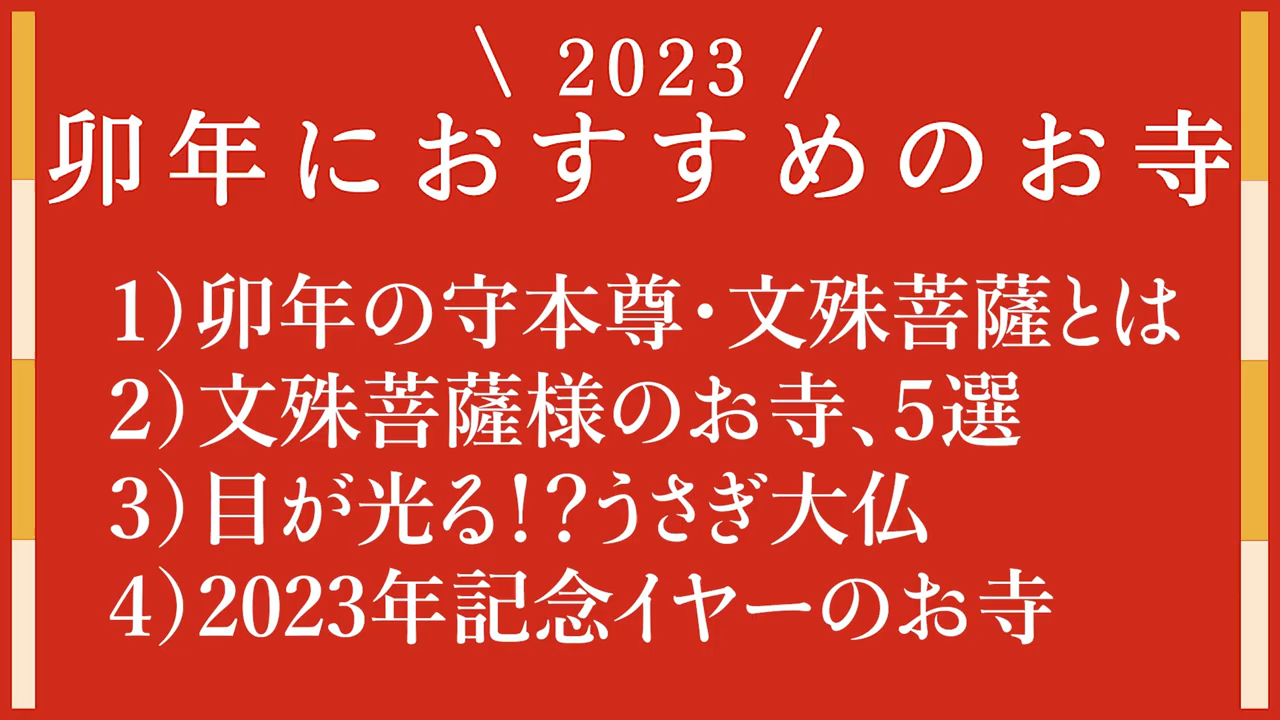 \ 2023 /
卯年におすすめのお寺
1)卯年の守本尊・文殊菩薩とは
2)文殊菩薩様のお寺、5選
3)目が光る!?うさぎ大仏
4)2023年記念イヤーのお寺